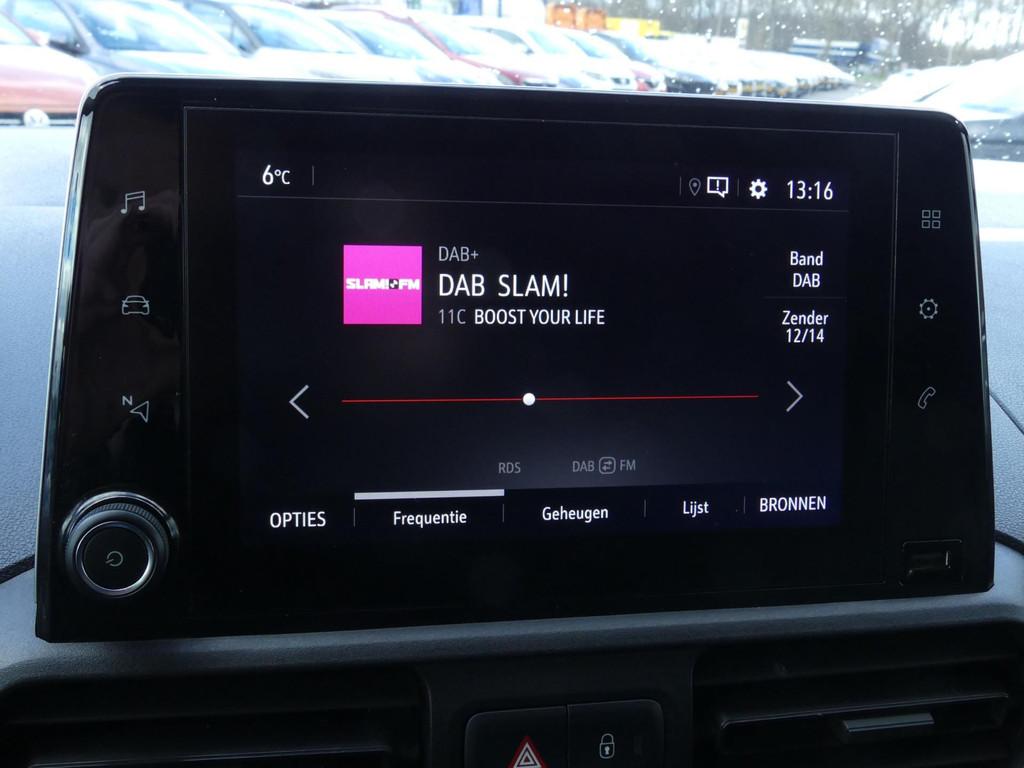 6°C
13:16
SLAM!FM
DAB+
DAB SLAM!
11C BOOST YOUR LIFE
Band
DAB
Zender
12/14
N
RDS
DAB FM
OPTIES
Frequentie
Geheugen
Lijst
BRONNEN